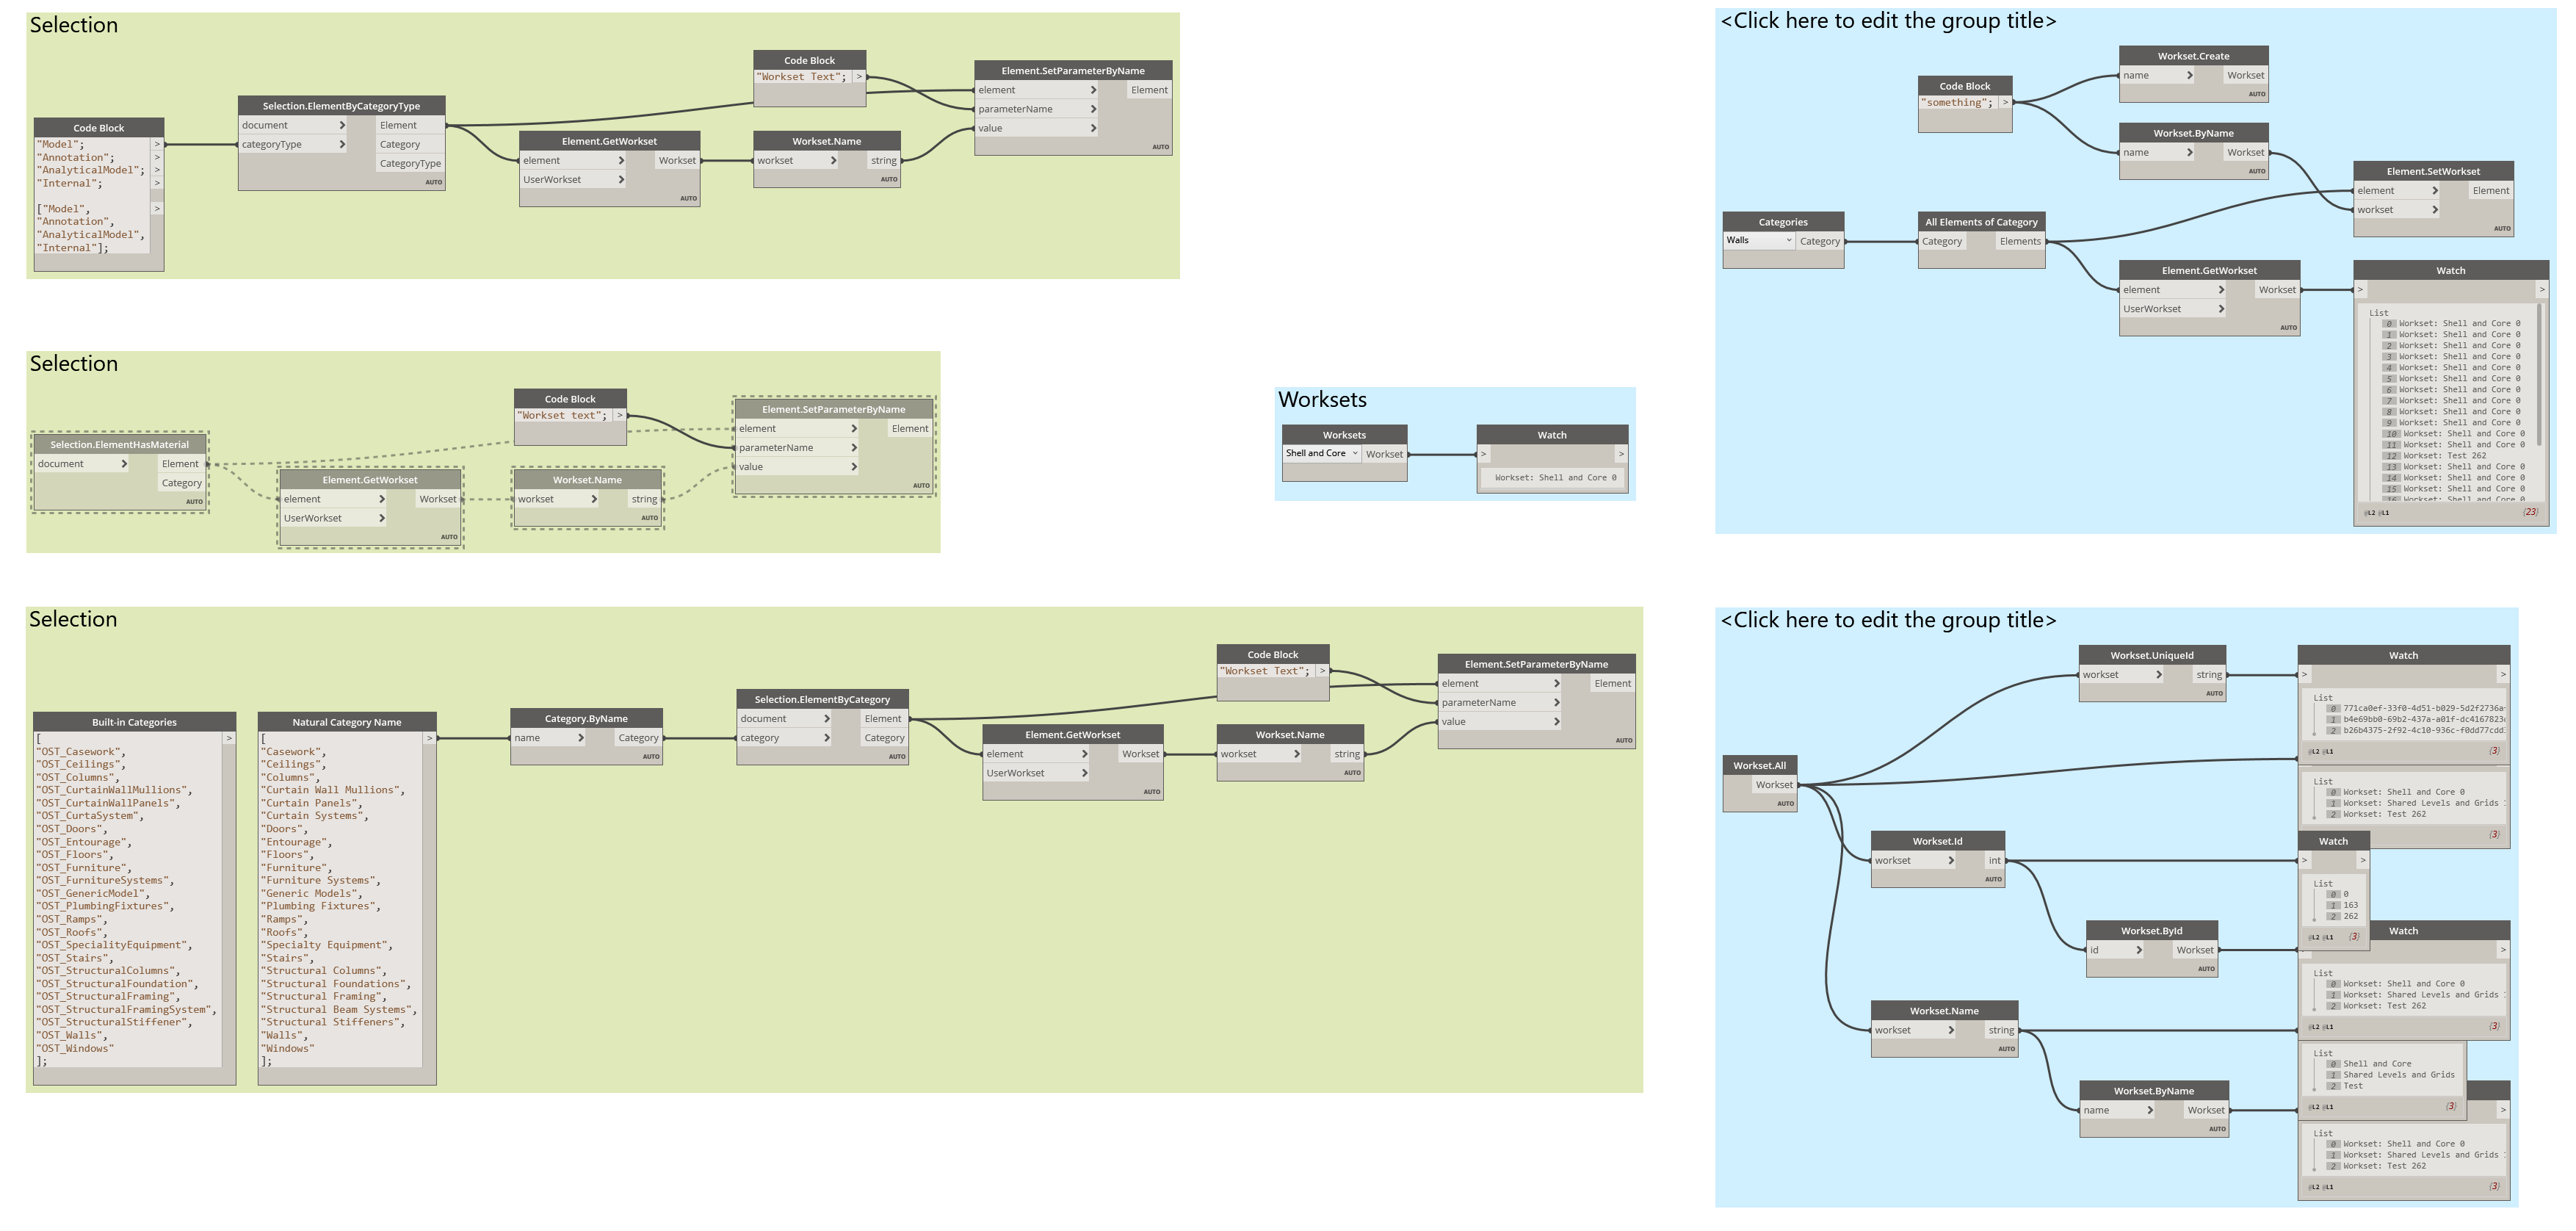 Selection
Code Block
"Model";
"Annotation";
"AnalyticalModel";
"Internal";
["Model",
"Annotation",
"AnalyticalModel",
"Internal"];
Selection.ElementByCategoryType
document > Element
categoryType > Category
CategoryType
AUTO
Element.GetWorkset
element > Workset
UserWorkset >
AUTO
Code Block
"Workset Text"; >
Workset.Name
workset > string
AUTO
Element.SetParameterByName
element > Element
parameterName >
value >
AUTO
Selection
Selection.ElementHasMaterial
document > Element
Category
AUTO
Element.GetWorkset
element > Workset
UserWorkset >
AUTO
Code Block
"Workset text"; >
Workset.Name
workset > string
AUTO
Element.SetParameterByName
element > Element
parameterName >
value >
AUTO
Selection
Built-in Categories
[ >
"OST_Casework",
"OST_Ceilings",
"OST_Columns",
"OST_CurtainWallMullions",
"OST_CurtainWallPanels",
"OST_CurtaSystem",
"OST_Doors",
"OST_Entourage",
"OST_Floors",
"OST_Furniture",
"OST_FurnitureSystems",
"OST_GenericModel",
"OST_PlumbingFixtures",
"OST_Ramps",
"OST_Roofs",
"OST_SpecialityEquipment",
"OST_Stairs",
"OST_StructuralColumns",
"OST_StructuralFoundation",
"OST_StructuralFraming",
"OST_StructuralFramingSystem",
"OST_StructuralStiffener",
"OST_Walls",
"OST_Windows"
];
Natural Category Name
[ >
"Casework",
"Ceilings",
"Columns",
"Curtain Wall Mullions",
"Curtain Panels",
"Curtain Systems",
"Doors",
"Entourage",
"Floors",
"Furniture",
"Furniture Systems",
"Generic Models",
"Plumbing Fixtures",
"Ramps",
"Roofs",
"Specialty Equipment",
"Stairs",
"Structural Columns",
"Structural Foundations",
"Structural Framing",
"Structural Beam Systems",
"Structural Stiffeners",
"Walls",
"Windows"
];
Category.ByName
name > Category
AUTO
Selection.ElementByCategory
document > Element
category > Category
AUTO
Element.GetWorkset
element > Workset
UserWorkset >
AUTO
Code Block
"Workset Text"; >
Workset.Name
workset > string
AUTO
Element.SetParameterByName
element > Element
parameterName >
value >
AUTO
Worksets
Worksets
Shell and Core Workset
Watch
> >
Workset: Shell and Core 0
<Click here to edit the group title>
Categories
Walls Category
Code Block
"something"; >
All Elements of Category
Category Elements
AUTO
Workset.Create
name > Workset
AUTO
Workset.ByName
name > Workset
AUTO
Element.GetWorkset
element > Workset
UserWorkset >
AUTO
Element.SetWorkset
element > Element
workset >
AUTO
Watch
> >
List
0 Workset: Shell and Core 0
1 Workset: Shell and Core 0
2 Workset: Shell and Core 0
3 Workset: Shell and Core 0
4 Workset: Shell and Core 0
5 Workset: Shell and Core 0
6 Workset: Shell and Core 0
7 Workset: Shell and Core 0
8 Workset: Shell and Core 0
9 Workset: Shell and Core 0
10 Workset: Shell and Core 0
11 Workset: Shell and Core 0
12 Workset: Test 262
13 Workset: Shell and Core 0
14 Workset: Shell and Core 0
15 Workset: Shell and Core 0
16 Workset: Shell and Core 0
@L2 @L1 {23}
<Click here to edit the group title>
Workset.All
Workset
AUTO
Workset.UniqueId
workset > string
AUTO
Watch
> >
List
0 771ca0ef-33f0-4d51-b029-5d2f2736a
1 b4e69bb0-69b2-437a-a01f-dc4167823
2 b26b4375-2f92-4c10-936c-f0dd77cdd
@L2 @L1 {3}
List
0 Workset: Shell and Core 0
1 Workset: Shared Levels and Grids
2 Workset: Test 262
{3}
Workset.Id
workset > int
AUTO
Watch
> >
List
0 0
1 163
2 262
@L2 @L1 {3}
Workset.ById
id > Workset
AUTO
Watch
>
List
0 Workset: Shell and Core 0
1 Workset: Shared Levels and Grids
2 Workset: Test 262
@L2 @L1 {3}
Workset.Name
workset > string
AUTO
List
0 Shell and Core
1 Shared Levels and Grids
2 Test
@L2 @L1 {3}
Workset.ByName
name > Workset
AUTO
>
List
0 Workset: Shell and Core 0
1 Workset: Shared Levels and Grids
2 Workset: Test 262
@L2 @L1 {3}